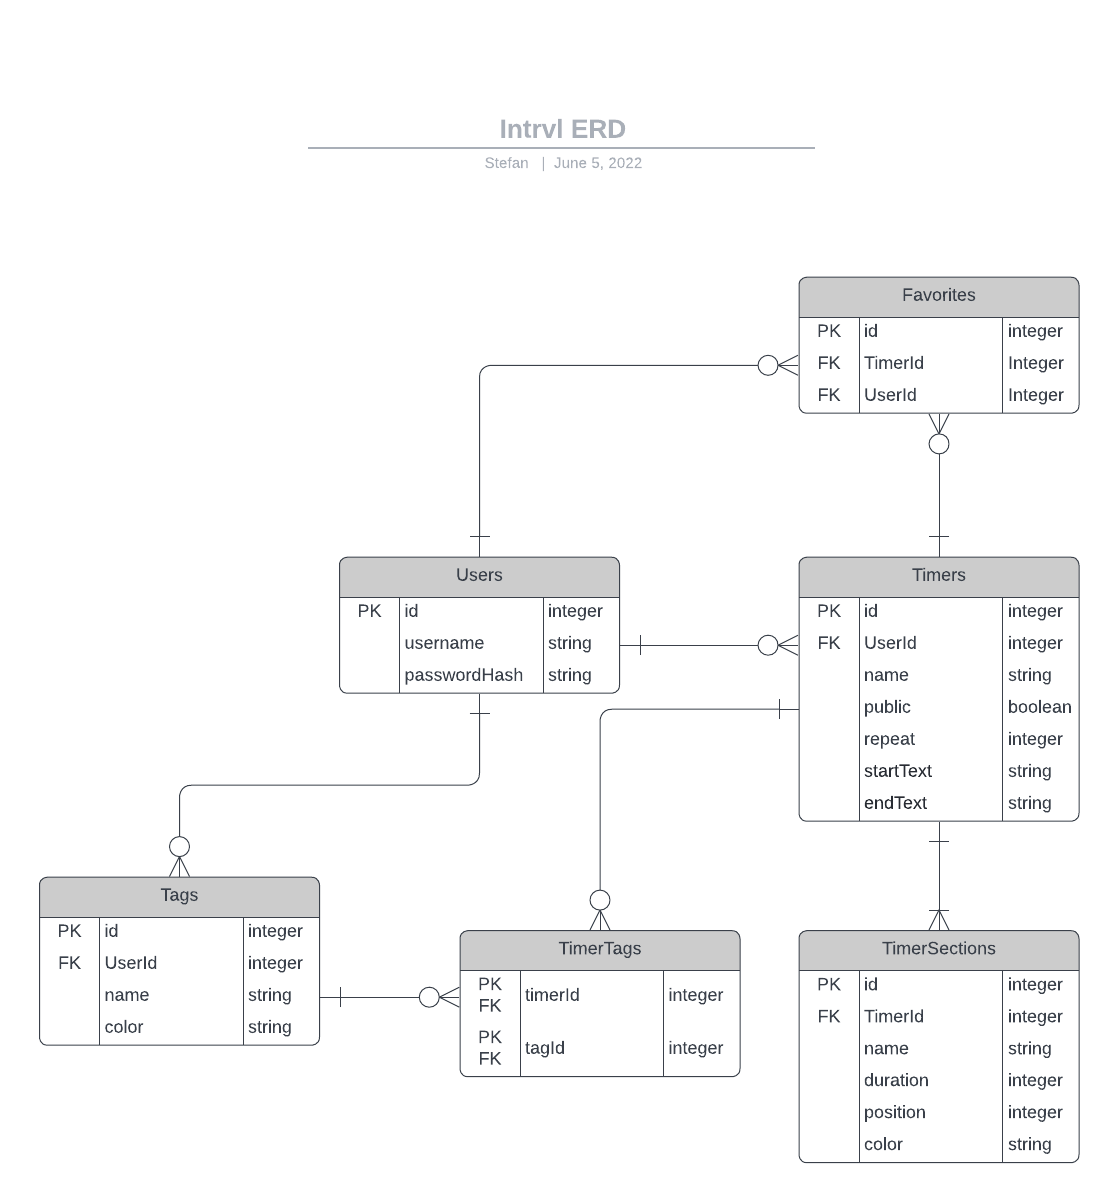 Intrvl ERD
Stefan | June 5, 2022
Favorites
PK id integer
FK TimerId Integer
FK UserId Integer
Users
PK id integer
username string
passwordHash string
Timers
PK id integer
FK UserId integer
name string
public boolean
repeat integer
startText string
endText string
Tags
PK id integer
FK UserId integer
name string
color string
TimerTags
PK
FK timerId integer
PK
FK tagId integer
TimerSections
PK id integer
FK TimerId integer
name string
duration integer
position integer
color string